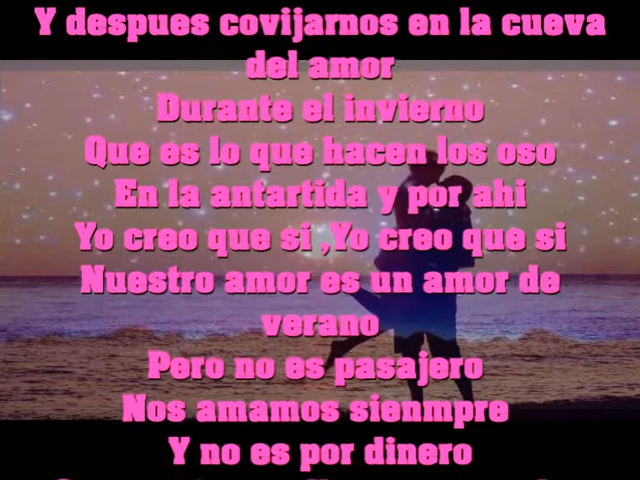 Y despues covijarnos en la cueva
del amor
Durante el invierno
Que es lo que hacen los oso
En la antartida y por ahi
Yo creo que si ,Yo creo que si
Nuestro amor es un amor de
verano
Pero no es pasajero
Nos amamos sienmpre
Y no es por dinero